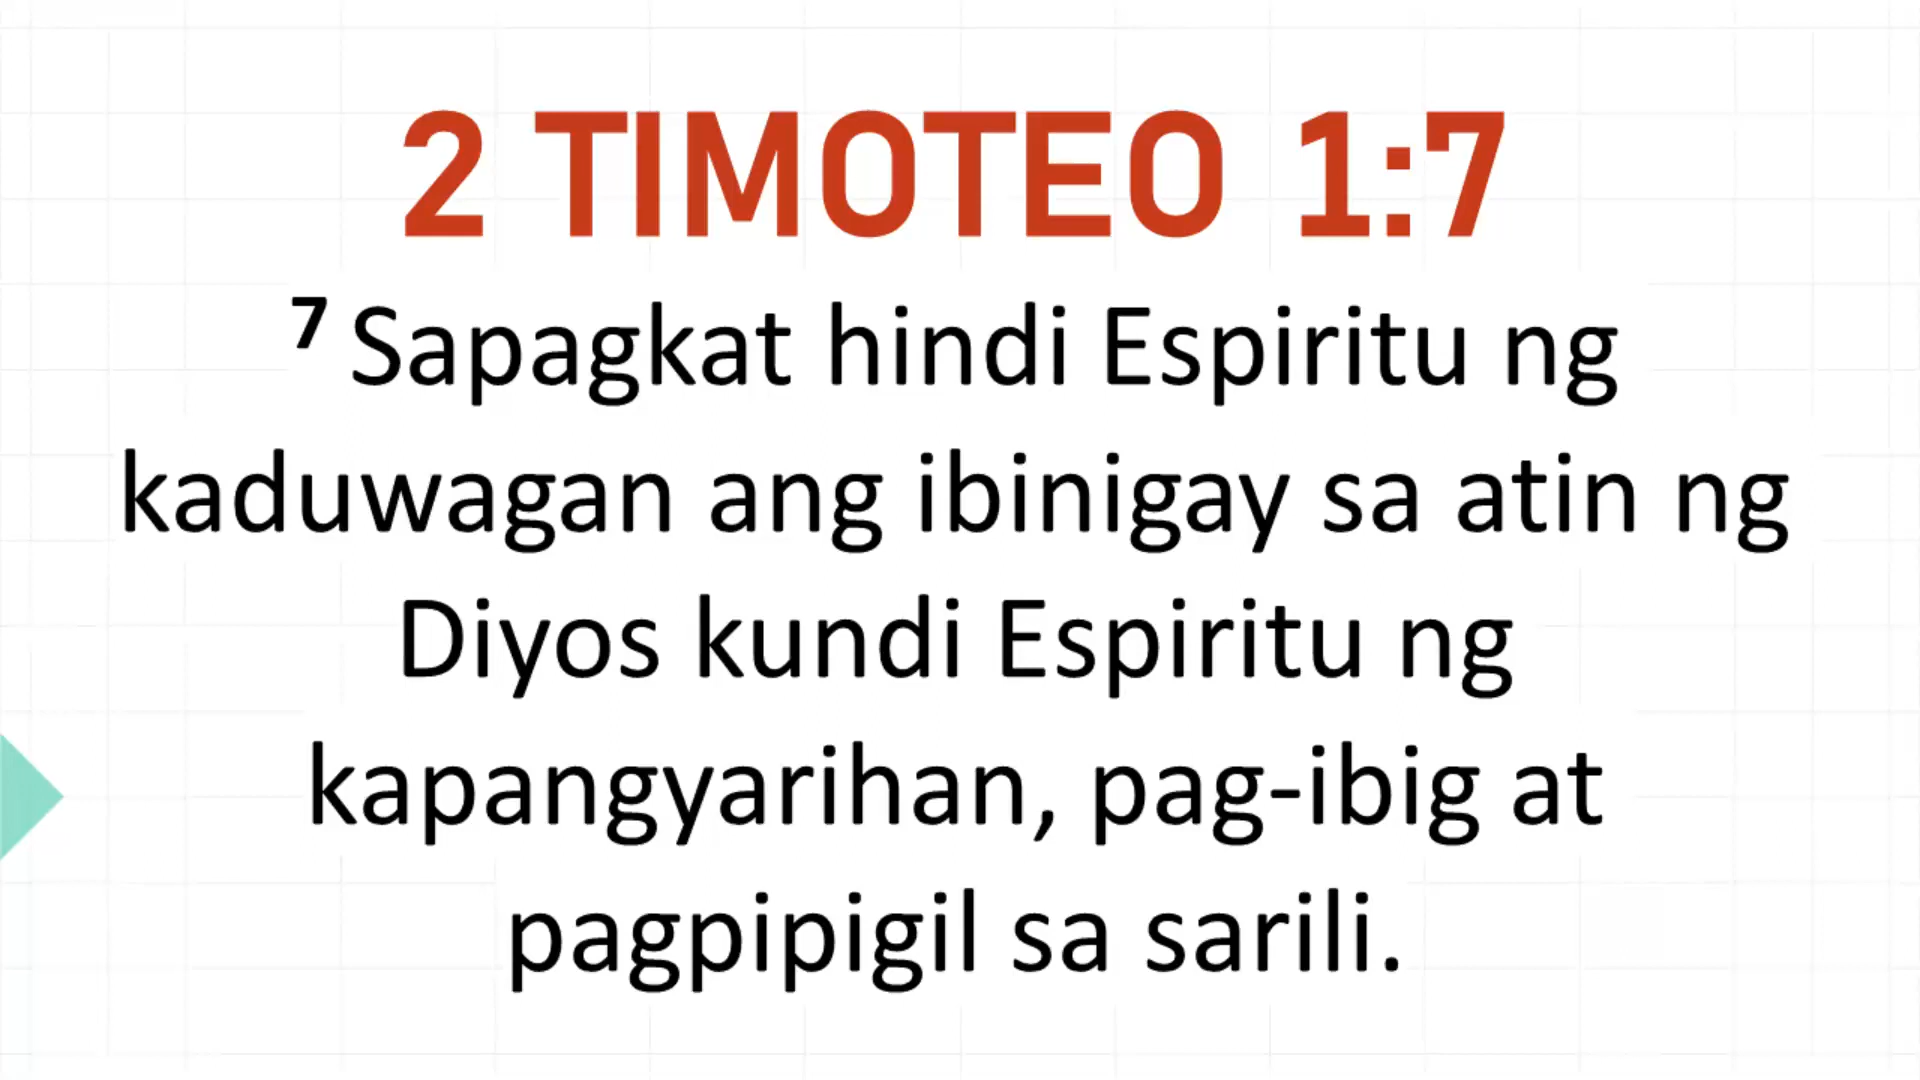 2 TIMOTEO 1:7
⁷ Sapagkat hindi Espiritu ng
kaduwagan ang ibinigay sa atin ng
Diyos kundi Espiritu ng
kapangyarihan, pag-ibig at
pagpipigil sa sarili.